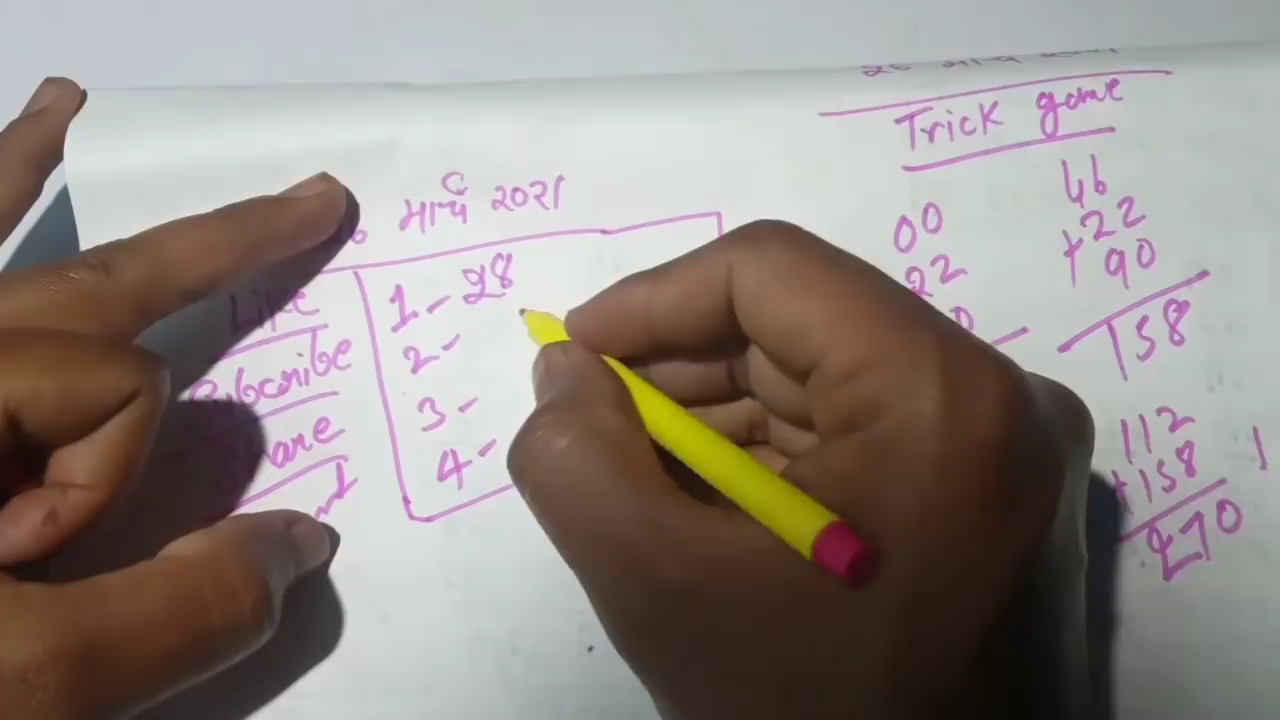 मार्च २०२१
Like
Subscribe
Share
1- 28
2-
3-
4-
Trick game
00
22
46
+22
90
158
112
+158
270